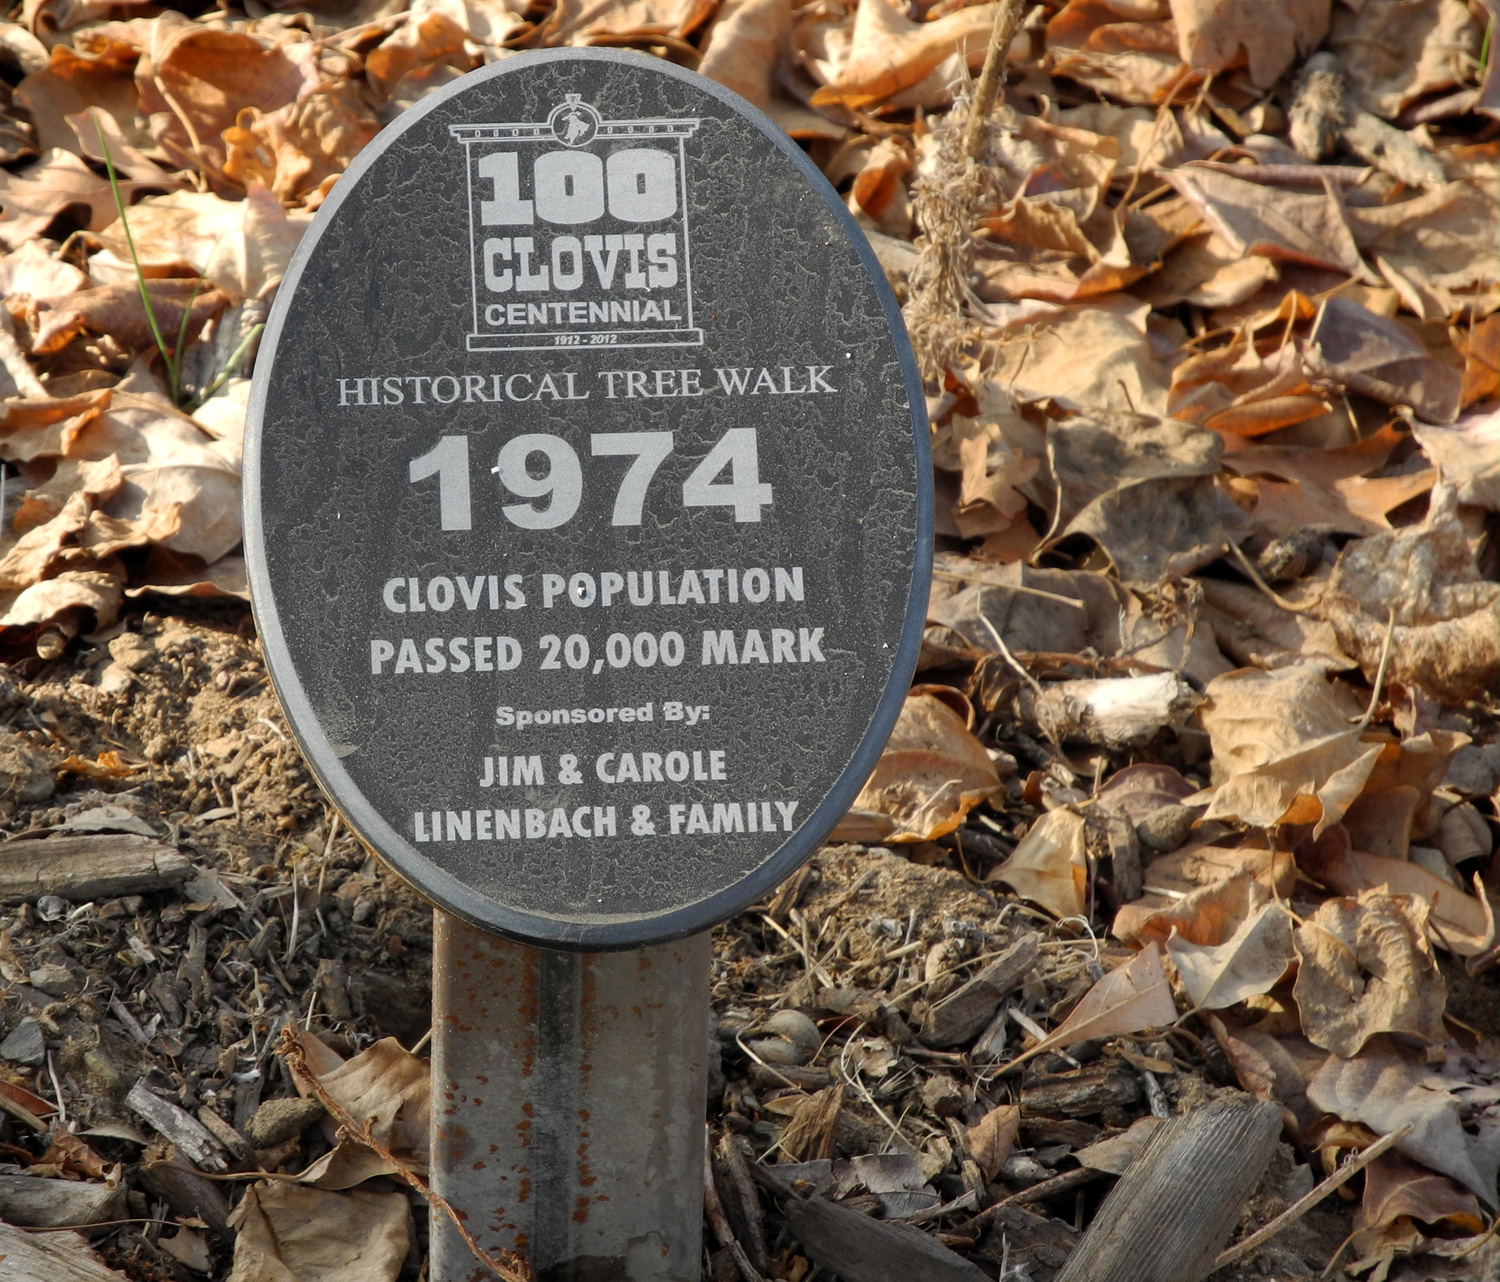 100
CLOVIS
CENTENNIAL
1912 - 2012
HISTORICAL TREE WALK
1974
CLOVIS POPULATION
PASSED 20,000 MARK
Sponsored By:
JIM & CAROLE
LINENBACH & FAMILY